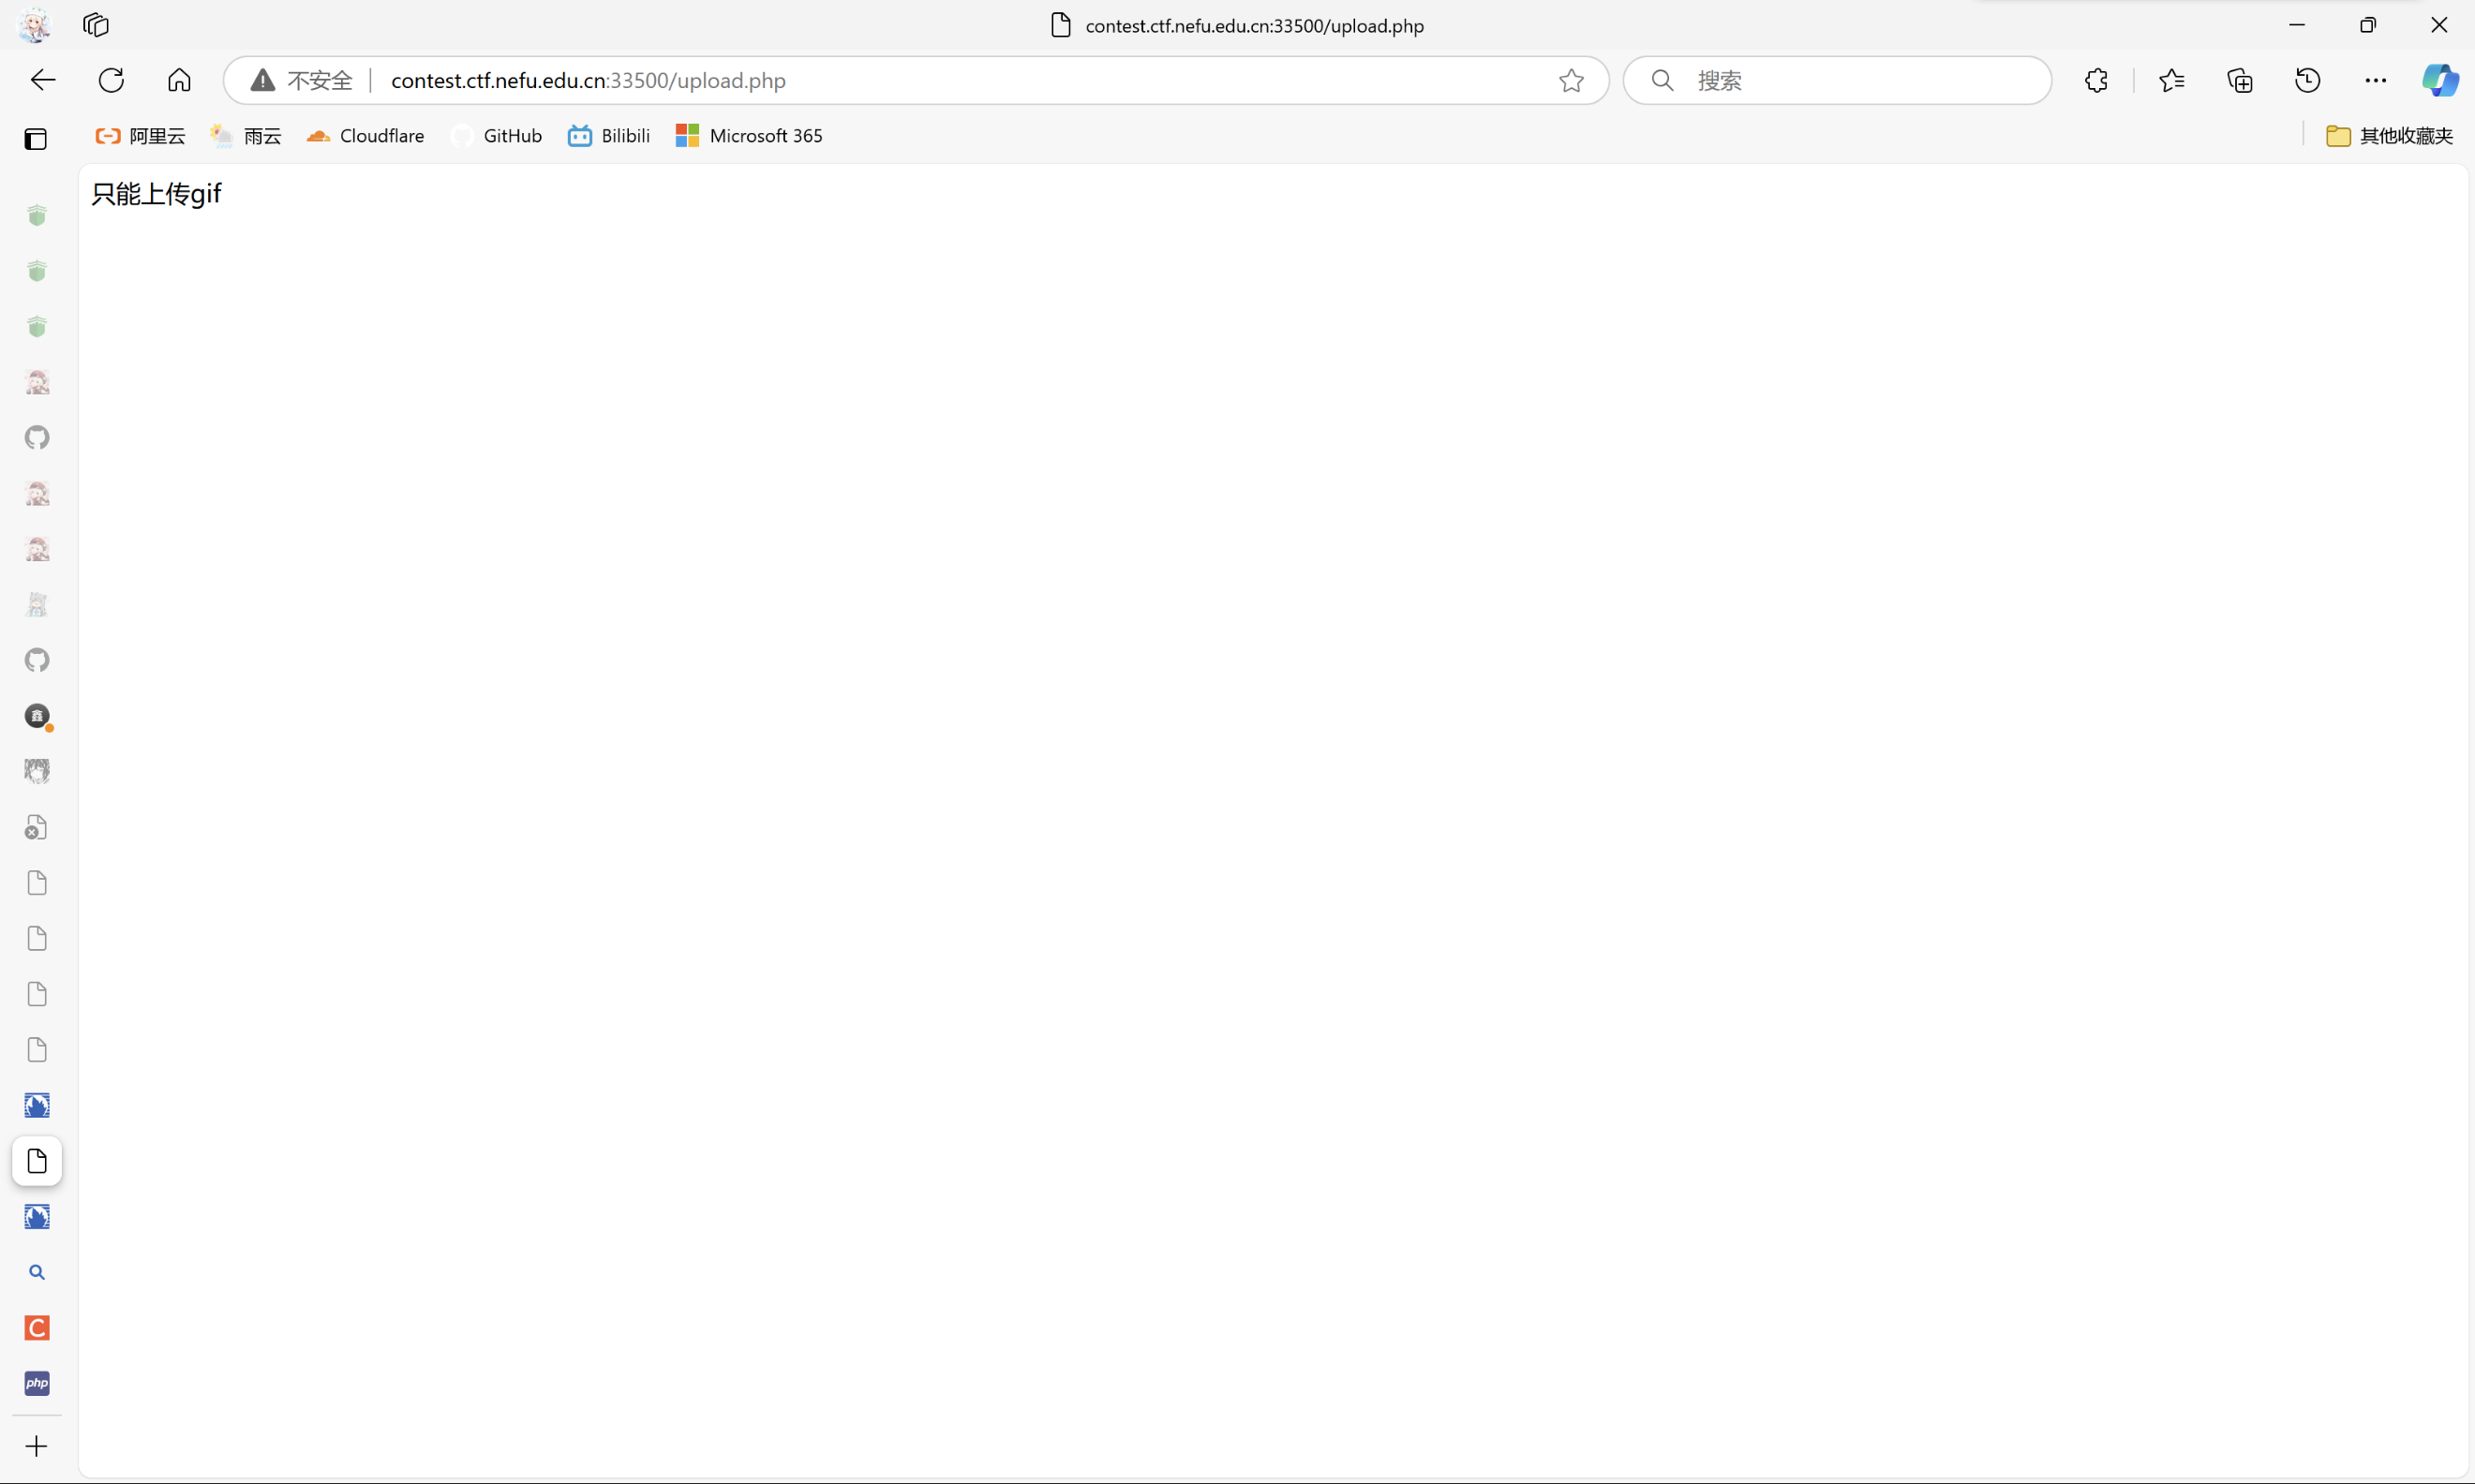 contest.ctf.nefu.edu.cn:33500/upload.php
不安全 contest.ctf.nefu.edu.cn:33500/upload.php 搜索
阿里云 雨云 Cloudflare GitHub Bilibili Microsoft 365 其他收藏夹
只能上传gif
鑫
C
php